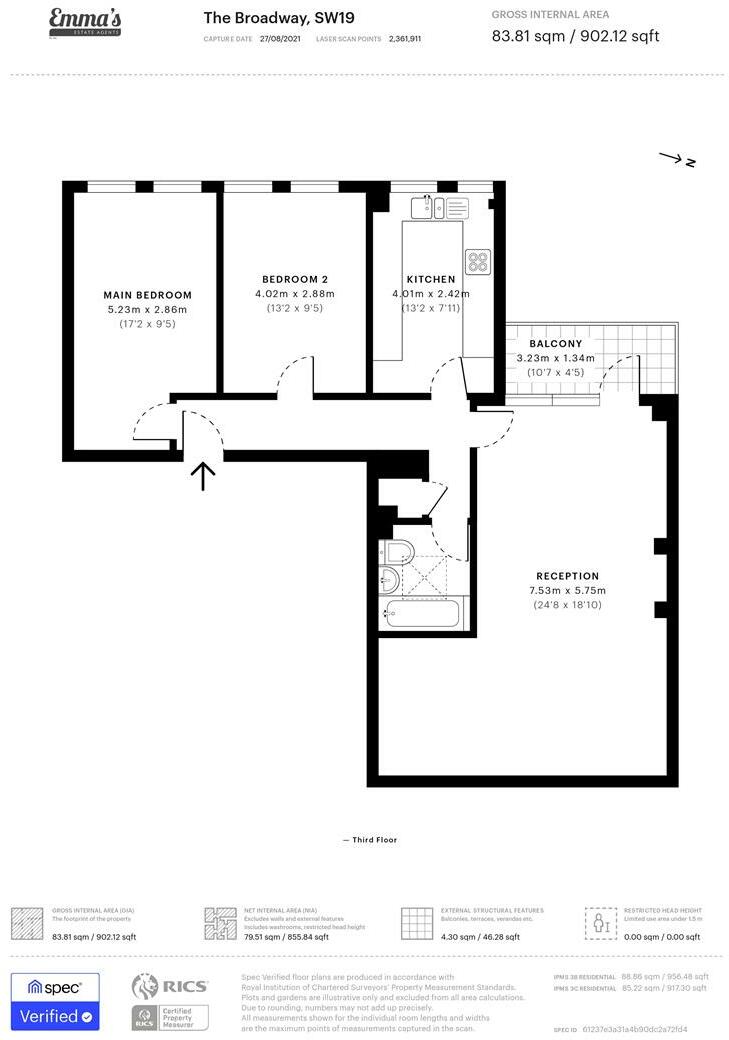 Emma's
ESTATE AGENTS
The Broadway, SW19
CAPTURE DATE 27/08/2021 LASER SCAN POINTS 2,361,911
GROSS INTERNAL AREA
83.81 sqm / 902.12 sqft
N
MAIN BEDROOM
5.23m x 2.86m
(17'2 x 9'5)
BEDROOM 2
4.02m x 2.88m
(13'2 x 9'5)
KITCHEN
4.01m x 2.42m
(13'2 x 7'11)
BALCONY
3.23m x 1.34m
(10'7 x 4'5)
RECEPTION
7.53m x 5.75m
(24'8 x 18'10)
— Third Floor
GROSS INTERNAL AREA (GIA)
The footprint of the property
83.81 sqm / 902.12 sqft
NET INTERNAL AREA (NIA)
Excludes walls and external features
Includes washrooms, restricted head height
79.51 sqm / 855.84 sqft
EXTERNAL STRUCTURAL FEATURES
Balconies, terraces, verandas etc.
4.30 sqm / 46.28 sqft
RESTRICTED HEAD HEIGHT
Limited use area under 1.5 m
0.00 sqm / 0.00 sqft
spec
Verified
RICS
RICS
Certified
Property
Measurer
Spec Verified floor plans are produced in accordance with
Royal Institution of Chartered Surveyors' Property Measurement Standards.
Plots and gardens are illustrative only and excluded from all area calculations.
Due to rounding, numbers may not add up precisely.
All measurements shown for the individual room lengths and widths
are the maximum points of measurements captured in the scan.
IPMS 3B RESIDENTIAL 88.86 sqm / 956.48 sqft
IPMS 3C RESIDENTIAL 85.22 sqm / 917.30 sqft
SPEC ID 61237e3a31a4b90dc2a72fd4